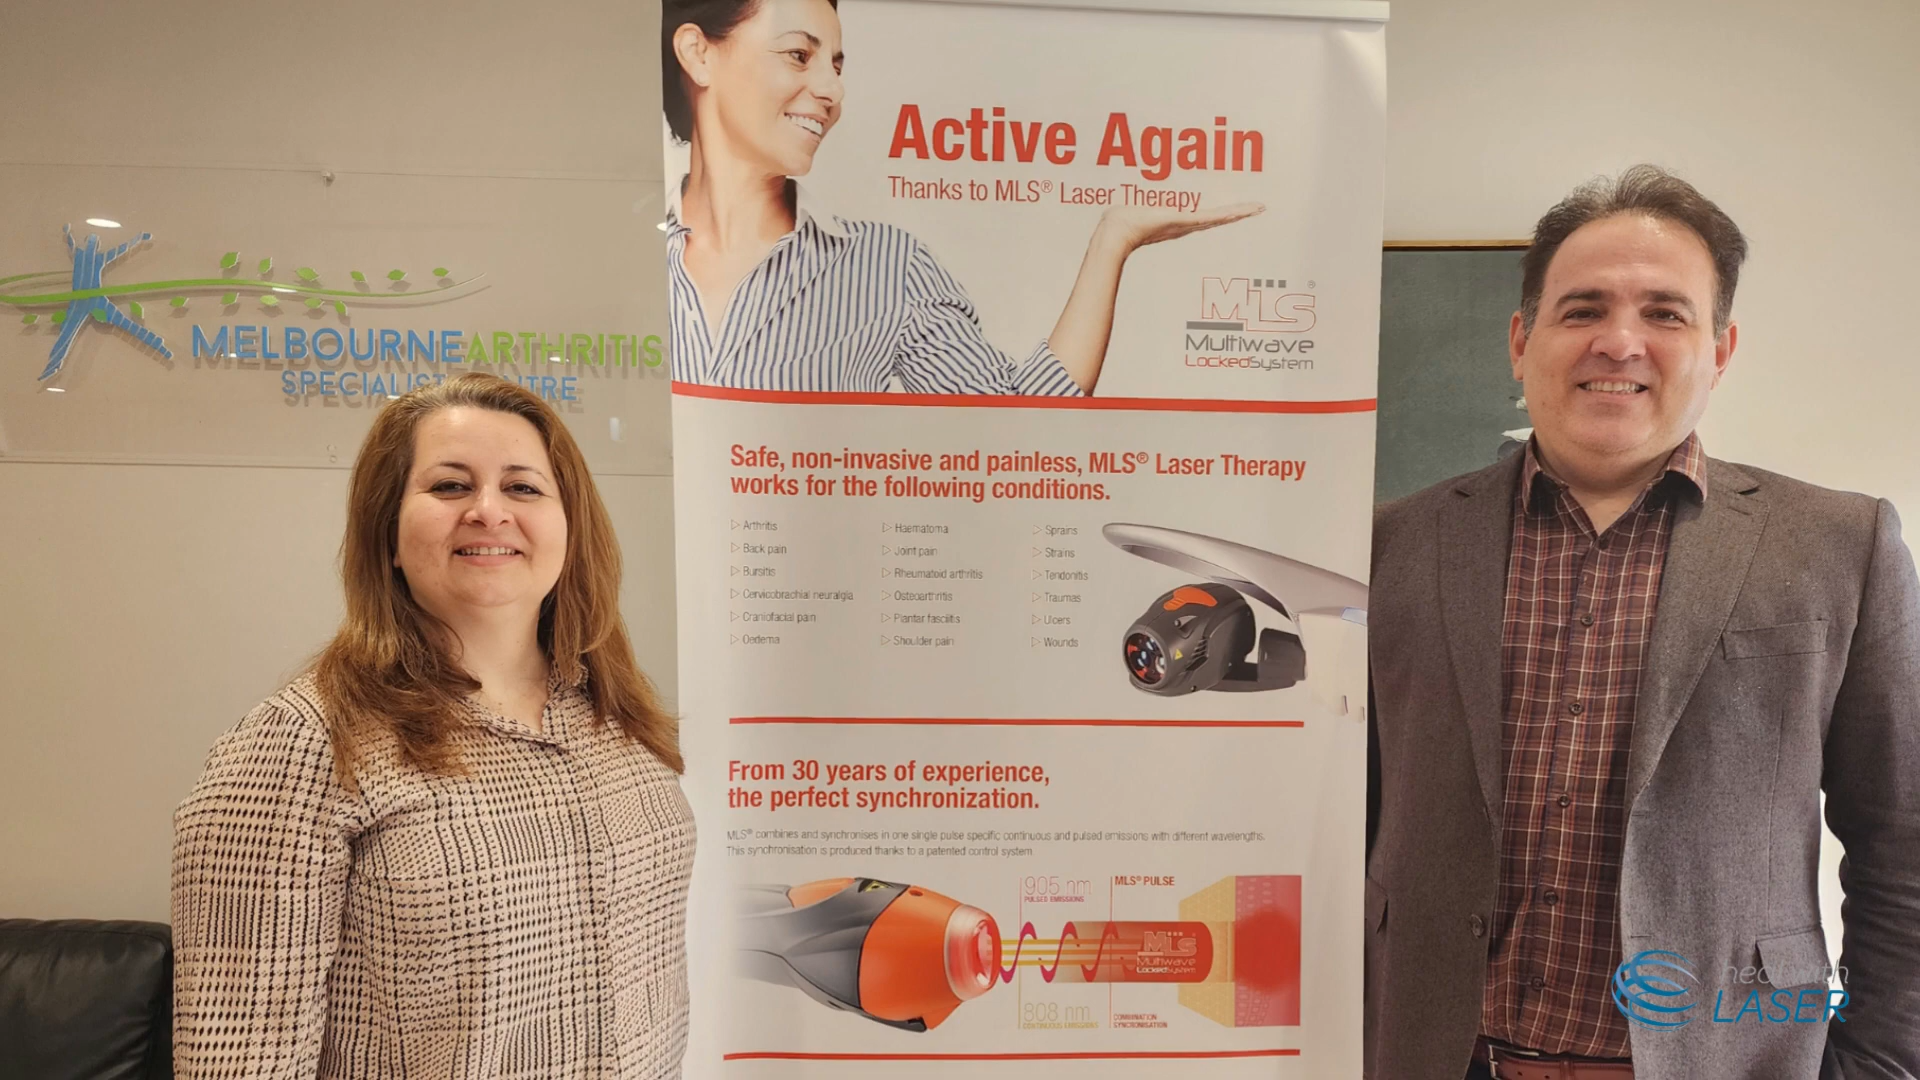 MELBOURNEARTHRITIS
SPECIALIST CENTRE
Active Again
Thanks to MLS® Laser Therapy
MLS®
Multiwave
LockedSystem
Safe, non-invasive and painless, MLS® Laser Therapy
works for the following conditions.
Arthritis
Back pain
Bursitis
Cervicobrachial neuralgia
Craniofacial pain
Oedema
Haematoma
Joint pain
Rheumatoid arthritis
Osteoarthritis
Plantar fasciitis
Shoulder pain
Sprains
Strains
Tendonitis
Traumas
Ulcers
Wounds
From 30 years of experience,
the perfect synchronization.
MLS® combines and synchronises in one single pulse specific continuous and pulsed emissions with different wavelengths.
This synchronisation is produced thanks to a patented control system
905 nm
PULSED EMISSIONS
MLS® PULSE
MLS®
Multiwave
LockedSystem
808 nm
CONTINUOUS EMISSIONS
COMBINATION
SYNCHRONISATION
heal with
LASER